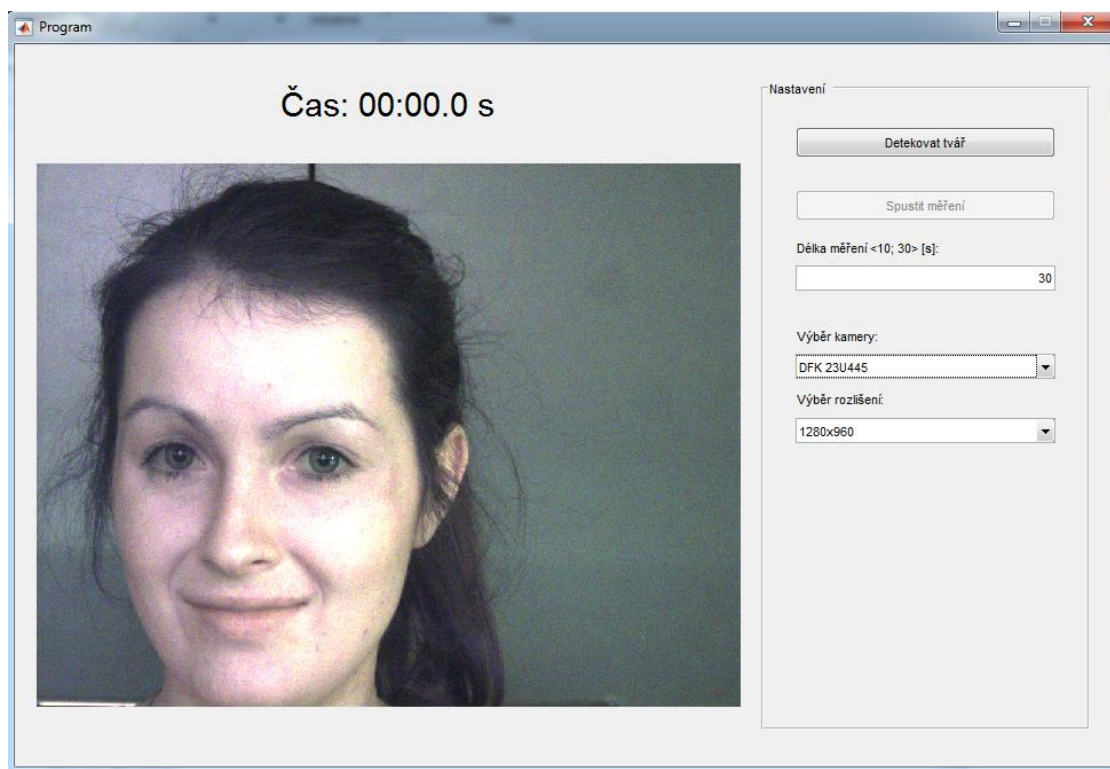 Program
Čas: 00:00.0 s
Nastavení
Detekovat tvář
Spustit měření
Délka měření <10; 30> [s]:
30
Výběr kamery:
DFK 23U445
Výběr rozlišení:
1280x960